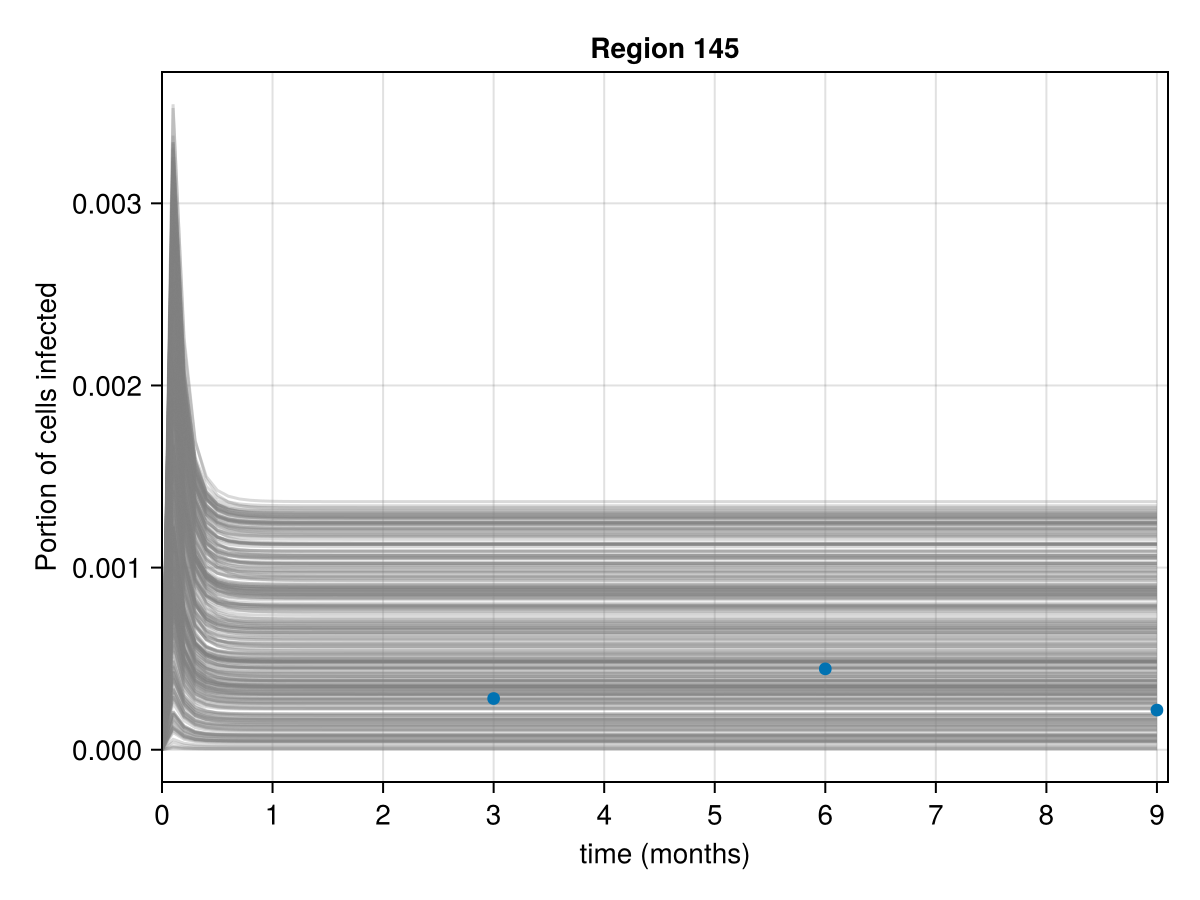 Region 145
Portion of cells infected
0.003
0.002
0.001
0.000
0 1 2 3 4 5 6 7 8 9
time (months)